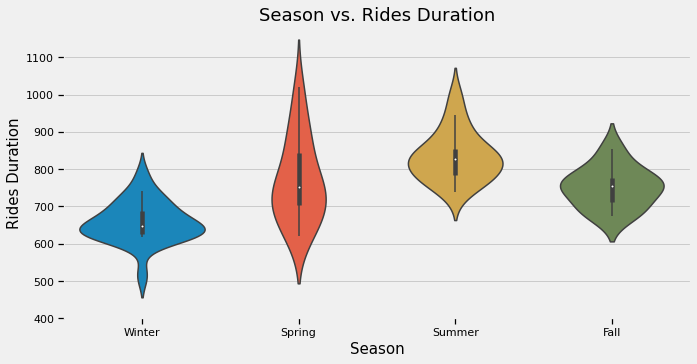 Season vs. Rides Duration
1100
1000
900
800
700
600
500
400
Rides Duration
Winter
Spring
Summer
Fall
Season